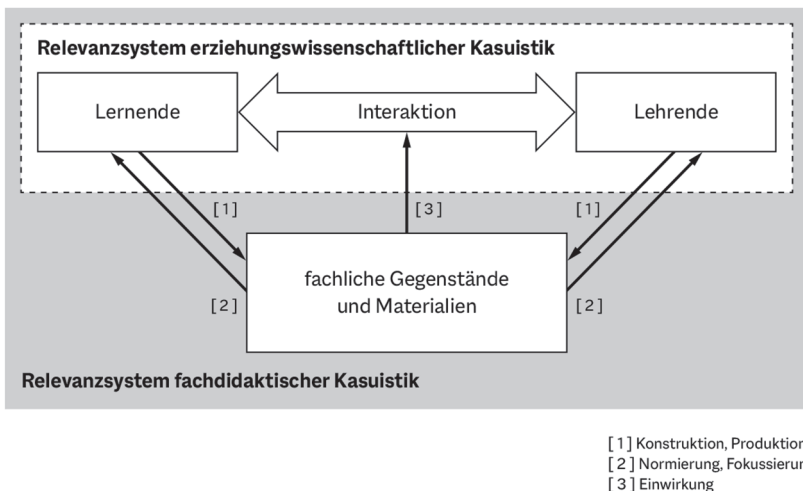 Relevanzsystem erziehungswissenschaftlicher Kasuistik
Lernende
Interaktion
Lehrende
[1]
[3]
[1]
fachliche Gegenstände
und Materialien
[2]
[2]
Relevanzsystem fachdidaktischer Kasuistik
[1] Konstruktion, Produktion
[2] Normierung, Fokussierun
[3] Einwirkung